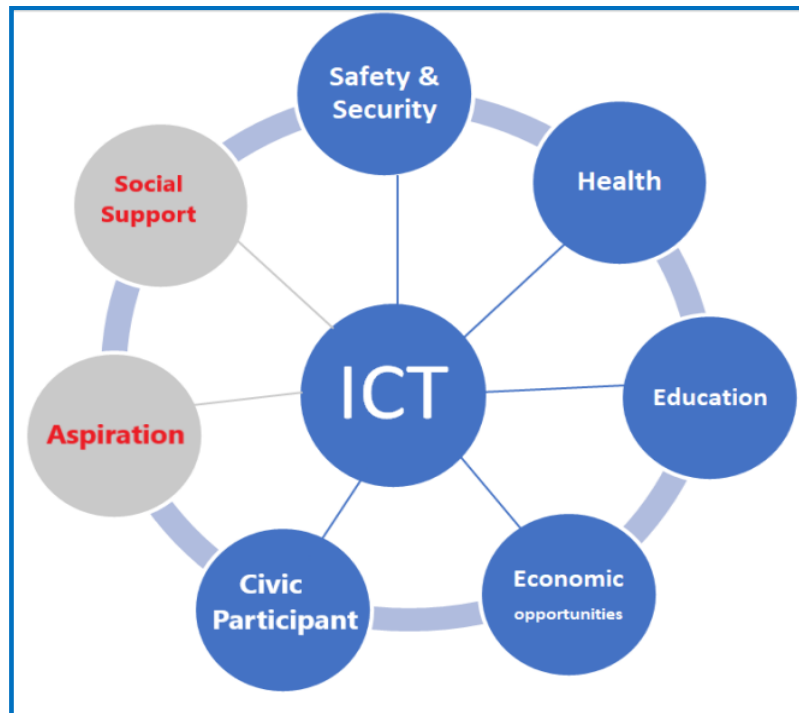 Safety &
Security
Health
Education
Economic
opportunities
Civic
Participant
Aspiration
Social
Support
ICT